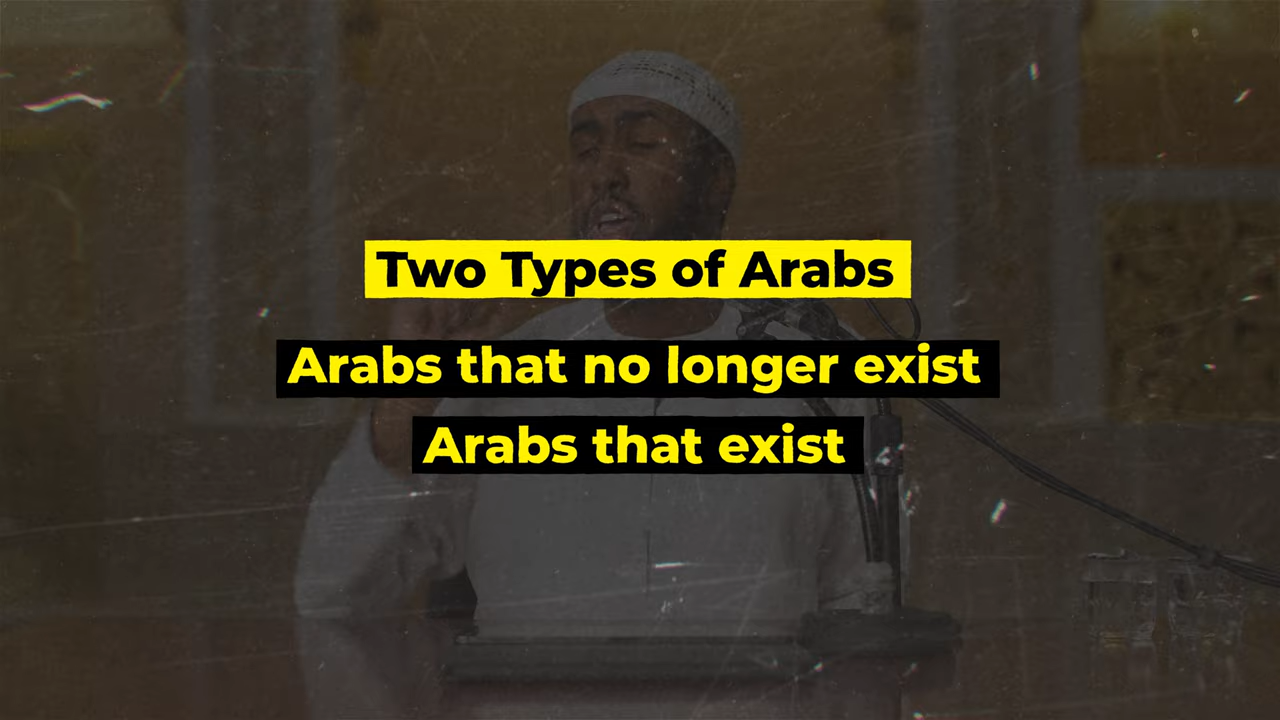 Two Types of Arabs
Arabs that no longer exist
Arabs that exist